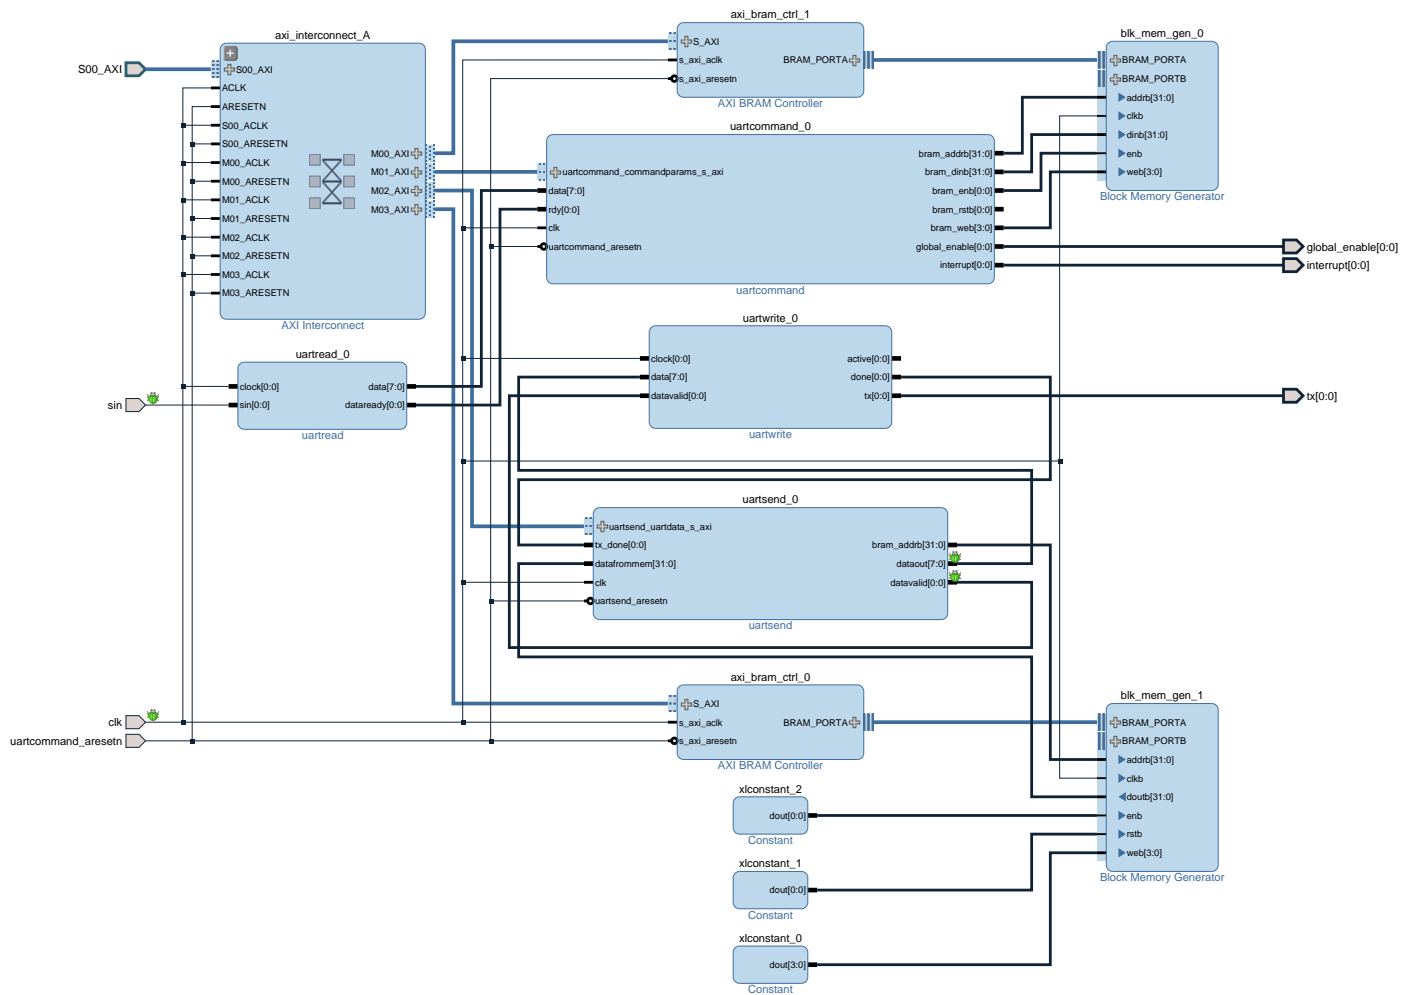 axi_interconnect_A
S00_AXI
S00_AXI
ACLK
ARESETN
S00_ACLK
S00_ARESETN
M00_ACLK
M00_ARESETN
M01_ACLK
M01_ARESETN
M02_ACLK
M02_ARESETN
M03_ACLK
M03_ARESETN
M00_AXI
M01_AXI
M02_AXI
M03_AXI
AXI Interconnect
axi_bram_ctrl_1
S_AXI
s_axi_aclk
s_axi_aresetn
BRAM_PORTA
AXI BRAM Controller
blk_mem_gen_0
BRAM_PORTA
BRAM_PORTB
addrb[31:0]
clkb
dinb[31:0]
enb
web[3:0]
Block Memory Generator
uartcommand_0
uartcommand_commandparams_s_axi
data[7:0]
rdy[0:0]
clk
uartcommand_aresetn
bram_addrb[31:0]
bram_dinb[31:0]
bram_enb[0:0]
bram_rstb[0:0]
bram_web[3:0]
global_enable[0:0]
interrupt[0:0]
uartcommand
global_enable[0:0]
interrupt[0:0]
uartread_0
sin
clock[0:0]
sin[0:0]
data[7:0]
dataready[0:0]
uartread
uartwrite_0
clock[0:0]
data[7:0]
datavalid[0:0]
active[0:0]
done[0:0]
tx[0:0]
uartwrite
tx[0:0]
uartsend_0
uartsend_uartdata_s_axi
tx_done[0:0]
datafrommem[31:0]
clk
uartsend_aresetn
bram_addrb[31:0]
dataout[7:0]
datavalid[0:0]
uartsend
clk
uartcommand_aresetn
axi_bram_ctrl_0
S_AXI
s_axi_aclk
s_axi_aresetn
BRAM_PORTA
AXI BRAM Controller
blk_mem_gen_1
BRAM_PORTA
BRAM_PORTB
addrb[31:0]
clkb
doutb[31:0]
enb
rstb
web[3:0]
Block Memory Generator
xlconstant_2
dout[0:0]
Constant
xlconstant_1
dout[0:0]
Constant
xlconstant_0
dout[3:0]
Constant